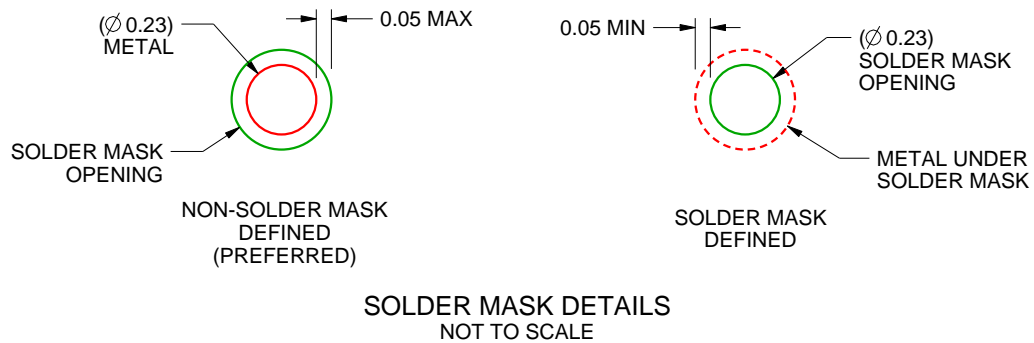 (Ø 0.23)
METAL
0.05 MAX
SOLDER MASK
OPENING
NON-SOLDER MASK
DEFINED
(PREFERRED)
0.05 MIN
(Ø 0.23)
SOLDER MASK
OPENING
METAL UNDER
SOLDER MASK
SOLDER MASK
DEFINED
SOLDER MASK DETAILS
NOT TO SCALE